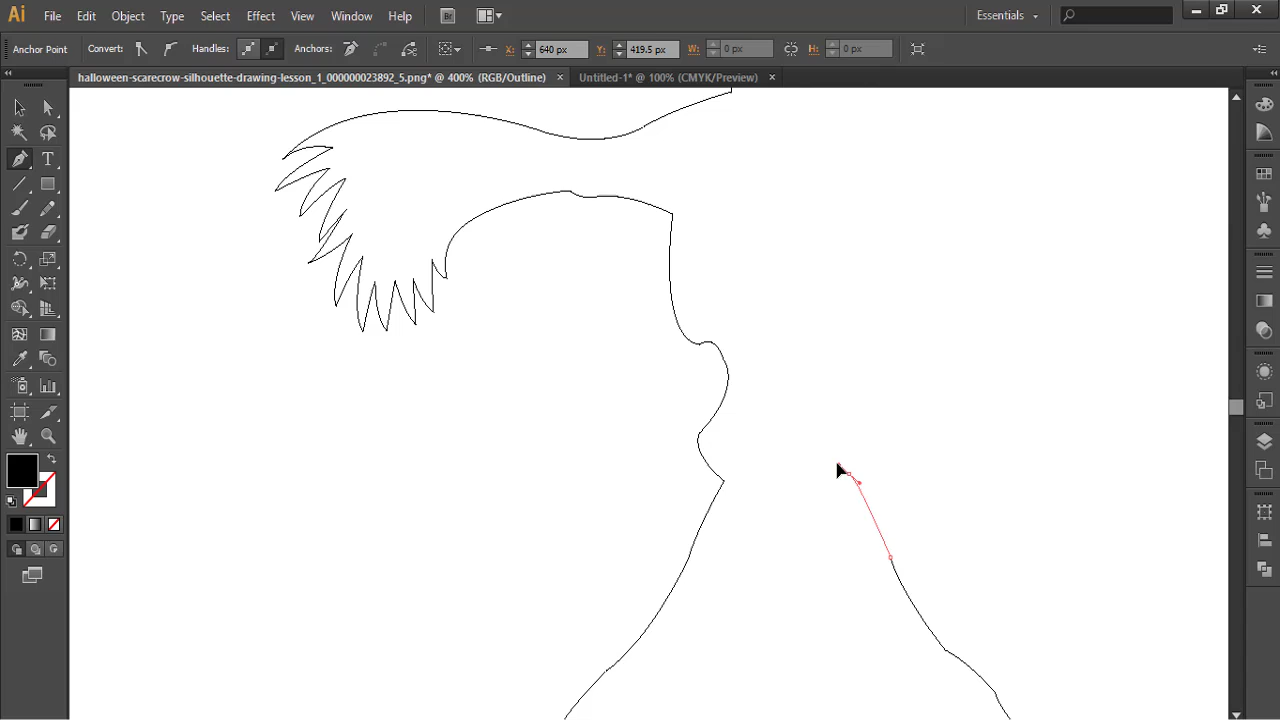 Ai File Edit Object Type Select Effect View Window Help Br Essentials
Anchor Point Convert: Handles: Anchors: X: 640 px Y: 419.5 px W: 0 px H: 0 px
halloween-scarecrow-silhouette-drawing-lesson_1_000000023892_5.png* @ 400% (RGB/Outline) × Untitled-1* @ 100% (CMYK/Preview) ×
T